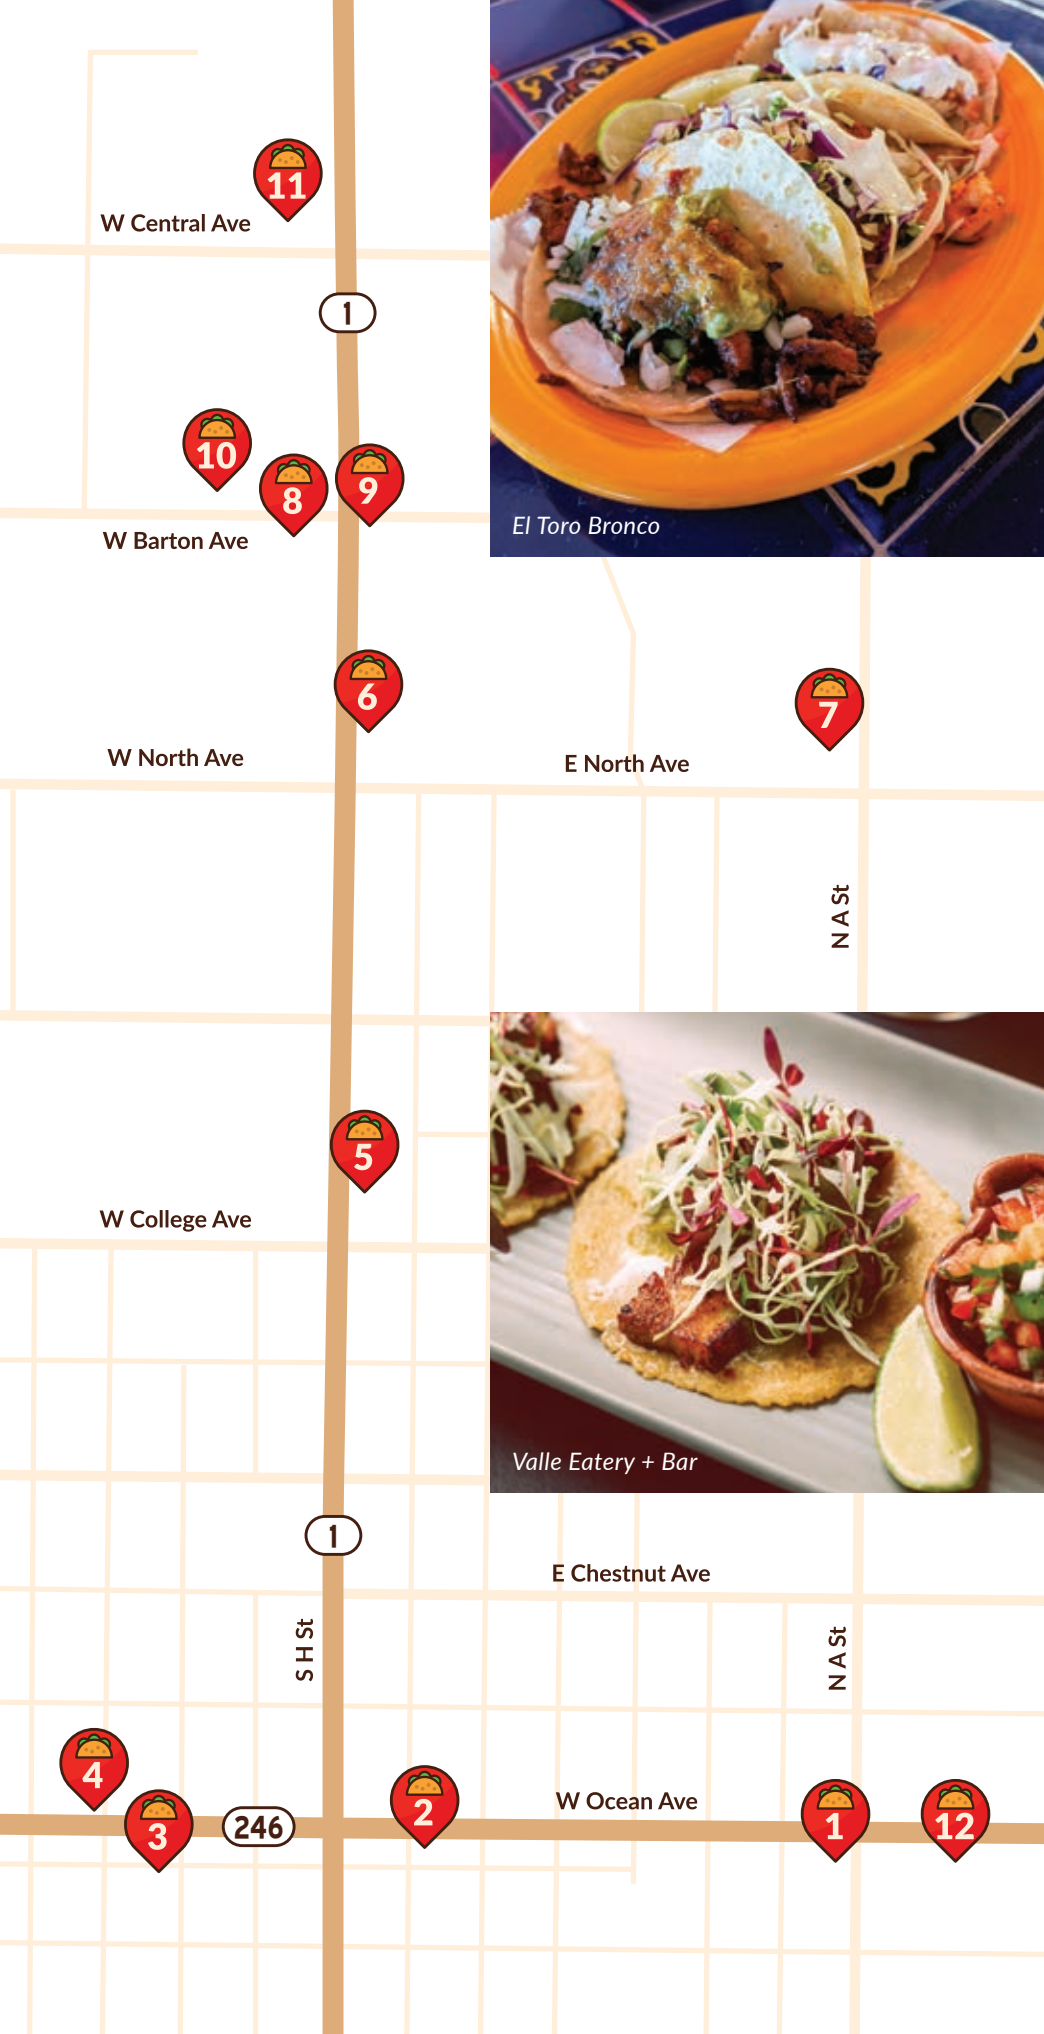 11
W Central Ave
1
10
8
9
W Barton Ave
El Toro Bronco
6
7
W North Ave
E North Ave
N A St
5
W College Ave
Valle Eatery + Bar
1
E Chestnut Ave
S H St
N A St
4
3
246
2
W Ocean Ave
1
12